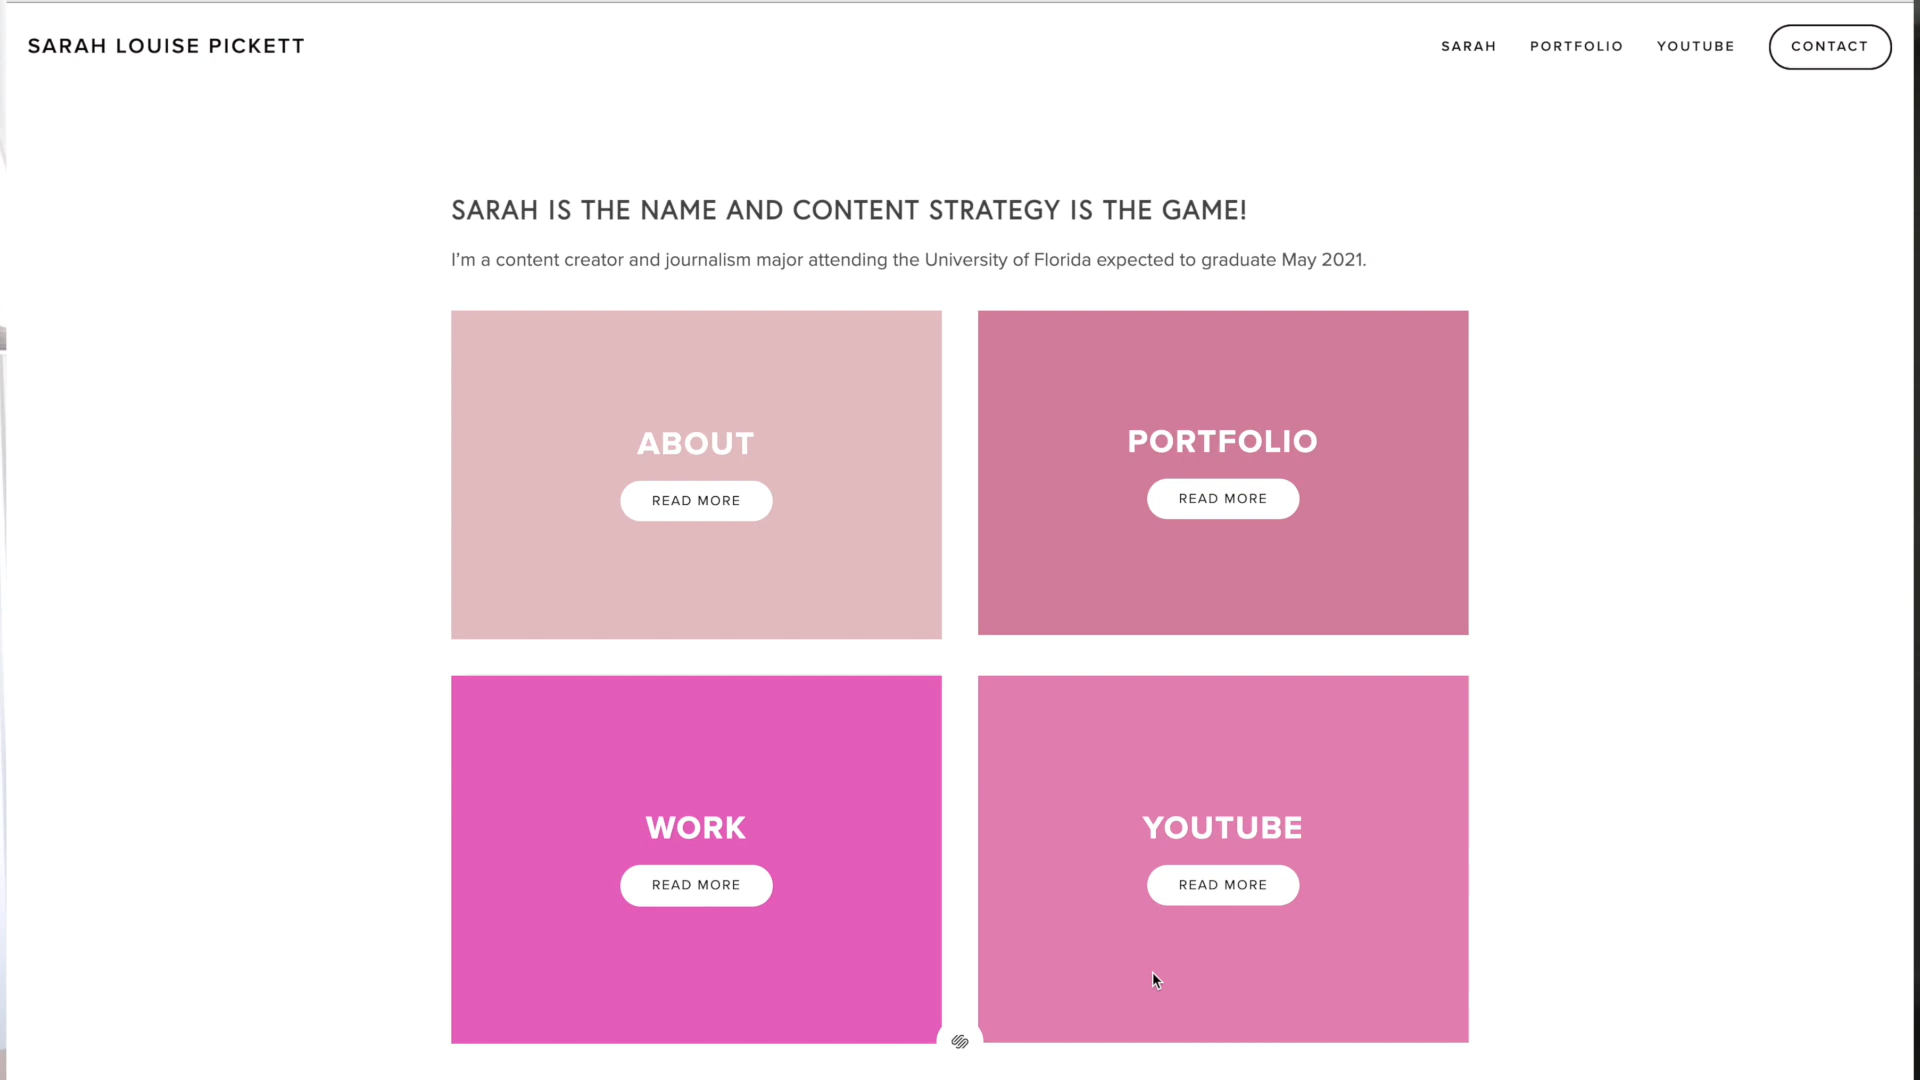 SARAH LOUISE PICKETT
SARAH PORTFOLIO YOUTUBE CONTACT
SARAH IS THE NAME AND CONTENT STRATEGY IS THE GAME!
I'm a content creator and journalism major attending the University of Florida expected to graduate May 2021.
ABOUT
READ MORE
PORTFOLIO
READ MORE
WORK
READ MORE
YOUTUBE
READ MORE